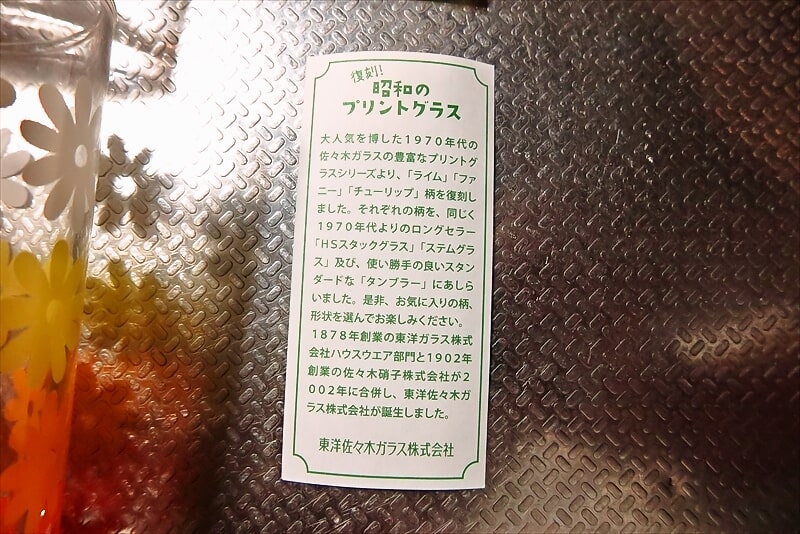 復刻!
昭和の
プリントグラス
大人気を博した1970年代の
佐々木ガラスの豊富なプリントグ
ラスシリーズより、「ライム」「ファ
ニー」「チューリップ」柄を復刻し
ました。それぞれの柄を、同じく
1970年代よりのロングセラー
「HSスタックグラス」「ステムグラ
ス」及び、使い勝手の良いスタン
ダードな「タンブラー」にあしら
いました。是非、お気に入りの柄、
形状を選んでお楽しみください。
1878年創業の東洋ガラス株式
会社ハウスウエア部門と1902年
創業の佐々木硝子株式会社が2
002年に合併し、東洋佐々木ガ
ラス株式会社が誕生しました。
東洋佐々木ガラス株式会社